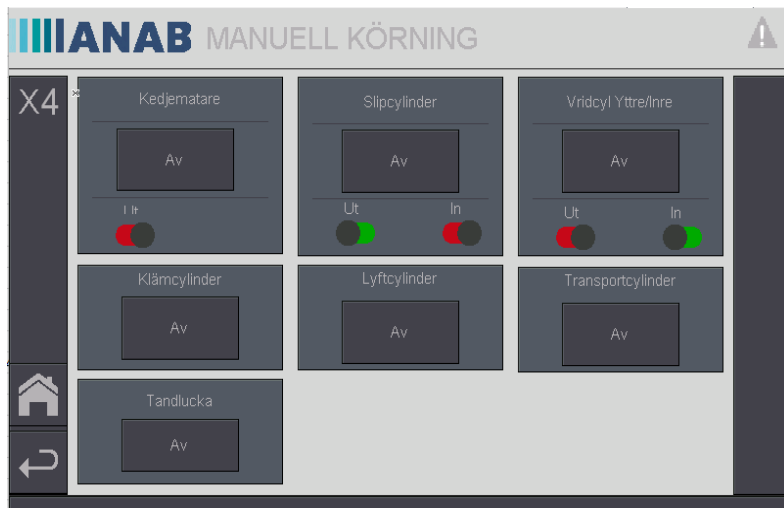 ANAB MANUELL KÖRNING
X4
Kedjematare
Av
Ut
Slipcylinder
Av
Ut In
Vridcyl Yttre/Inre
Av
Ut In
Klämcylinder
Av
Lyftcylinder
Av
Transportcylinder
Av
Tandlucka
Av